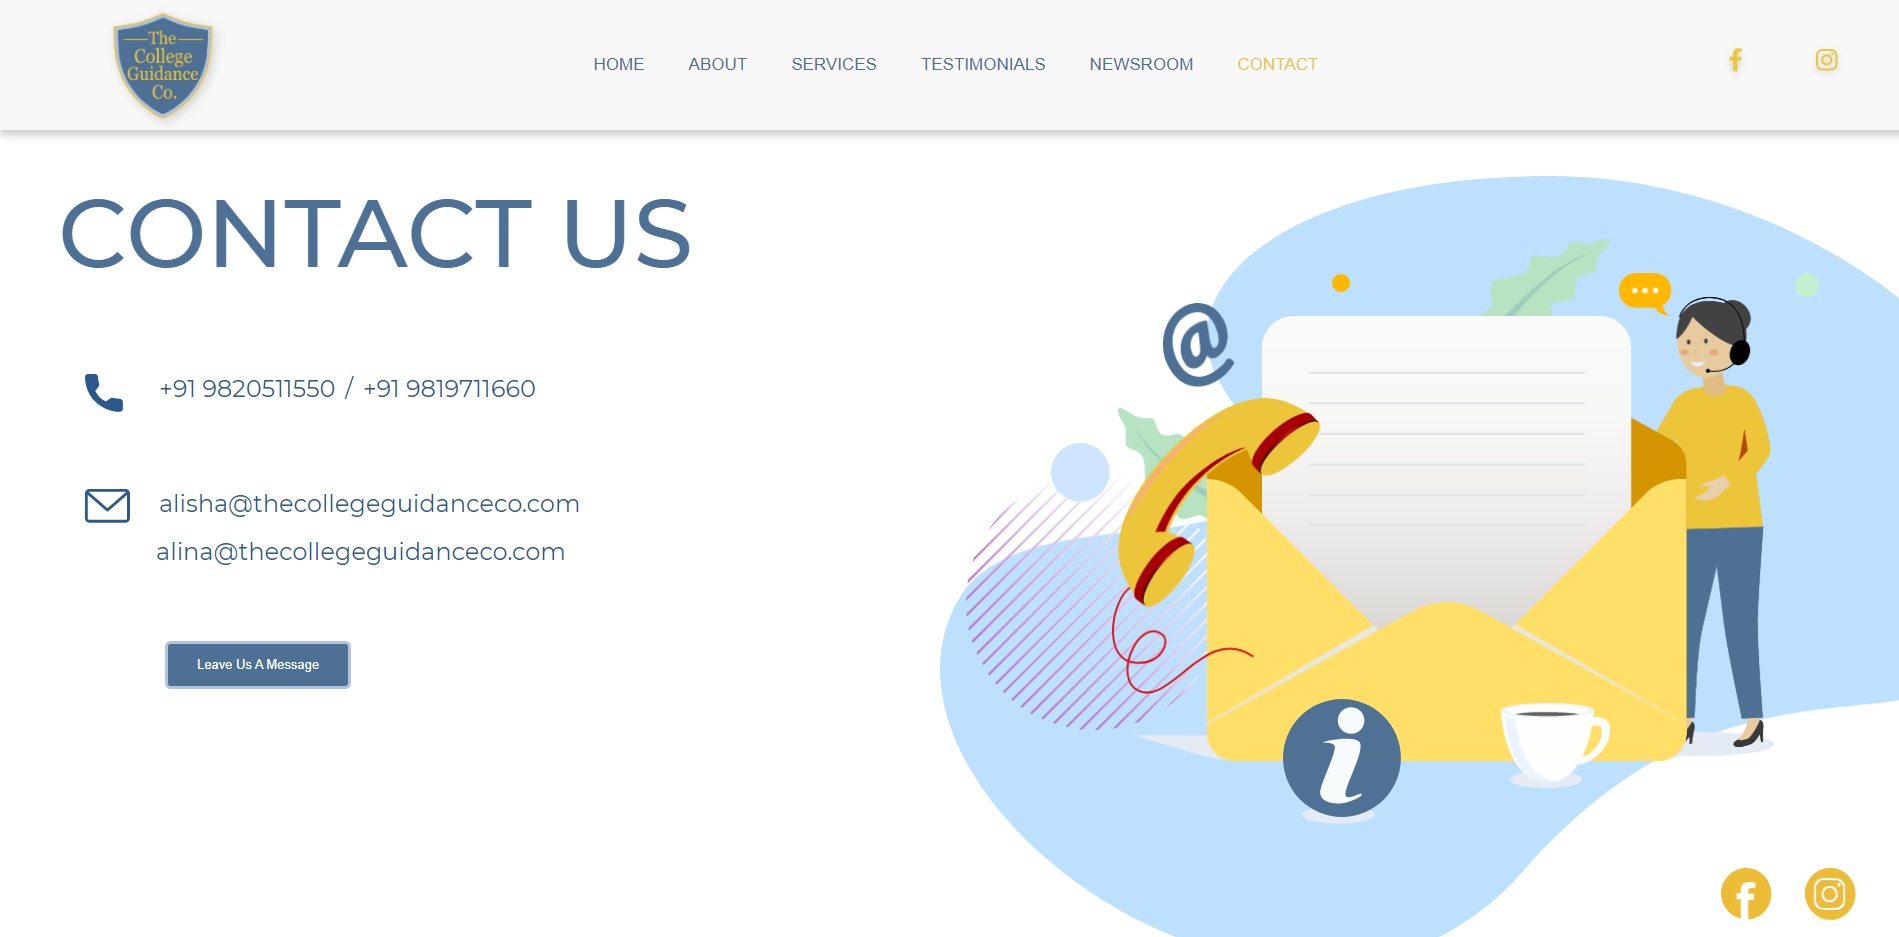 The
College
Guidance
Co.
HOME ABOUT SERVICES TESTIMONIALS NEWSROOM CONTACT
CONTACT US
+91 9820511550 / +91 9819711660
alisha@thecollegeguidanceco.com
alina@thecollegeguidanceco.com
Leave Us A Message
@
i